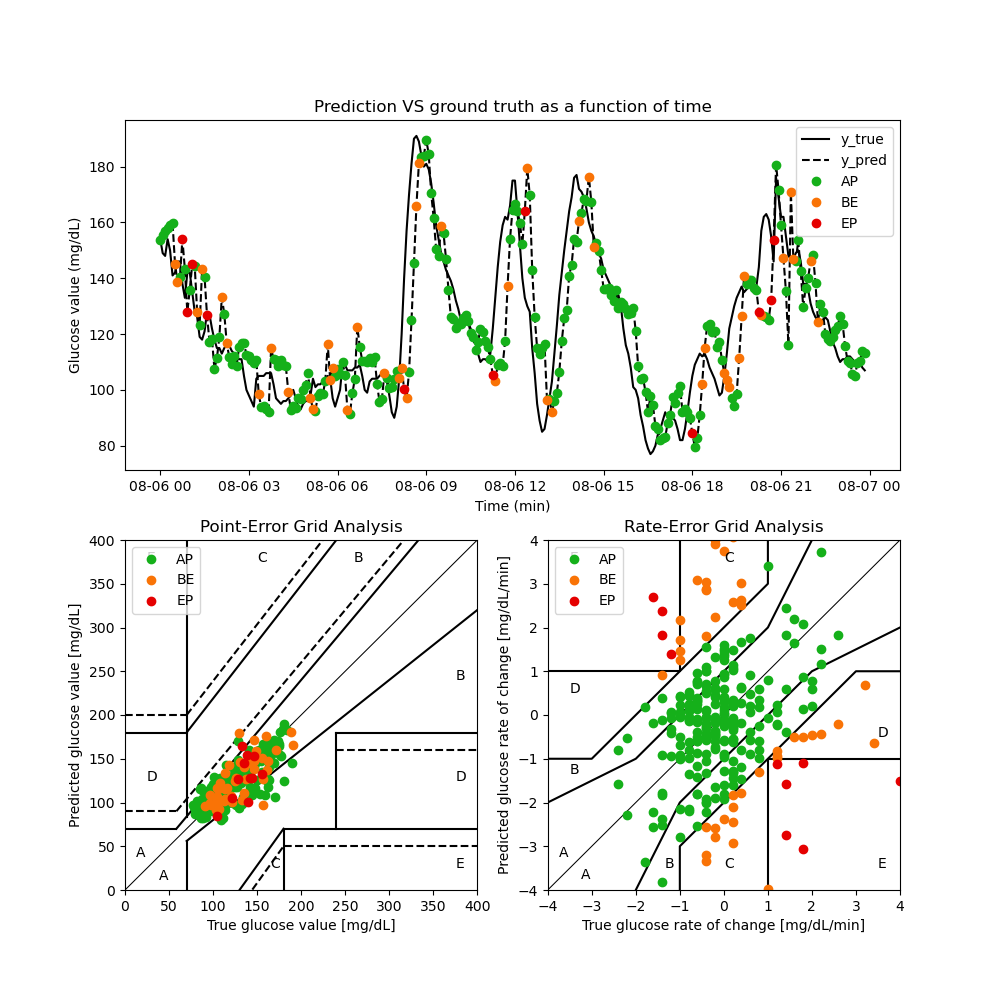 Prediction VS ground truth as a function of time
Glucose value (mg/dL)
180
160
140
120
100
80
y_true
y_pred
AP
BE
EP
08-06 00 08-06 03 08-06 06 08-06 09 08-06 12 08-06 15 08-06 18 08-06 21 08-07 00
Time (min)
Point-Error Grid Analysis
Predicted glucose value [mg/dL]
400
350
300
250
200
150
100
50
0
AP
BE
EP
C
B
B
D
D
A
A
C
E
0 50 100 150 200 250 300 350 400
True glucose value [mg/dL]
Rate-Error Grid Analysis
Predicted glucose rate of change [mg/dL/min]
4
3
2
1
0
−1
−2
−3
−4
AP
BE
EP
C
D
D
B
A
A
B
C
E
−4 −3 −2 −1 0 1 2 3 4
True glucose rate of change [mg/dL/min]